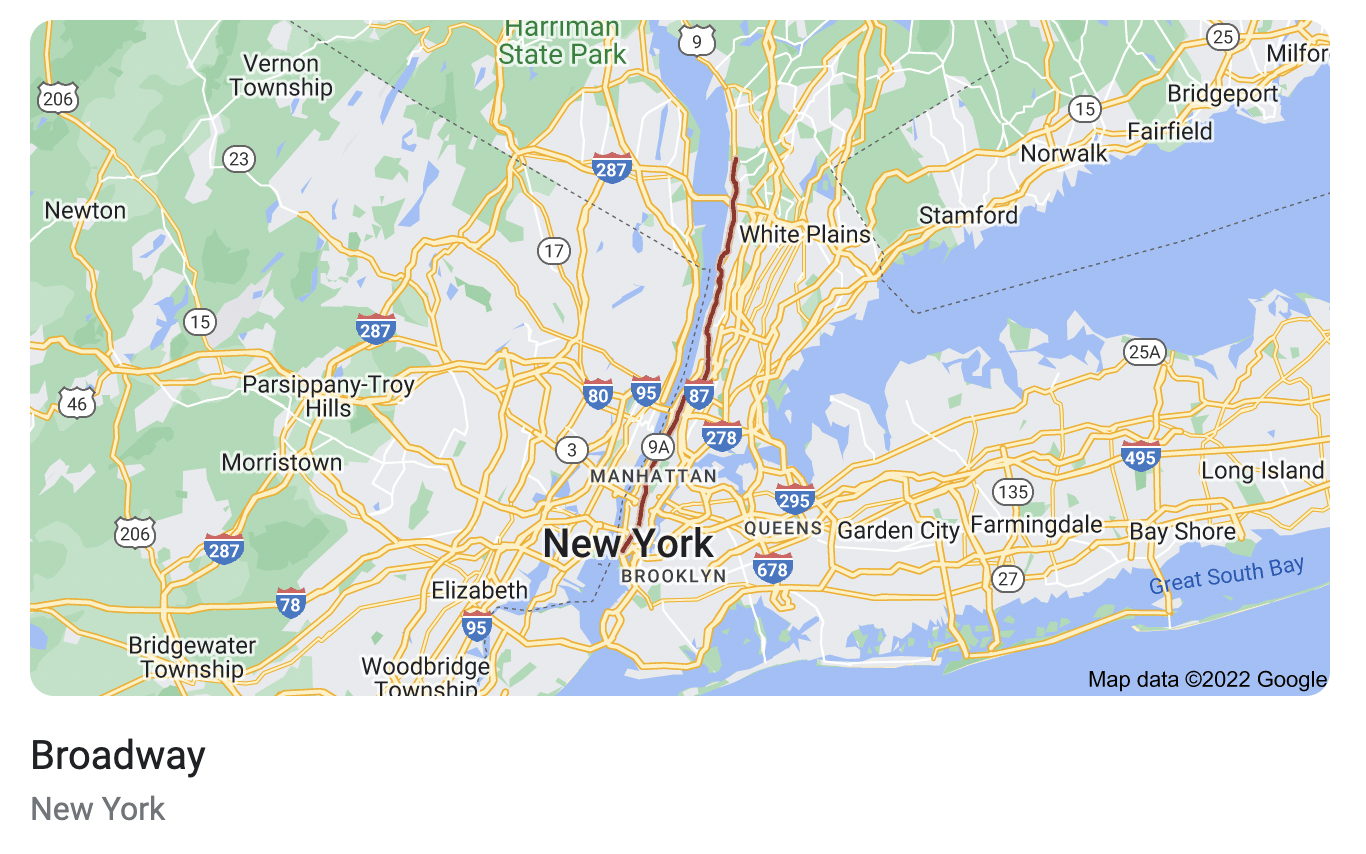 Harriman
State Park
9
25
Milfor
Vernon
Township
206
Bridgeport
15
Fairfield
23
287
Norwalk
Newton
Stamford
17
White Plains
15
287
25A
Parsippany-Troy
Hills
46
80
95
87
278
9A
3
Morristown
MANHATTAN
495
Long Island
295
135
206
287
New York
QUEENS
Garden City
Farmingdale
Bay Shore
BROOKLYN
678
27
Great South Bay
Elizabeth
78
95
Bridgewater
Township
Woodbridge
Township
Map data ©2022 Google
Broadway
New York